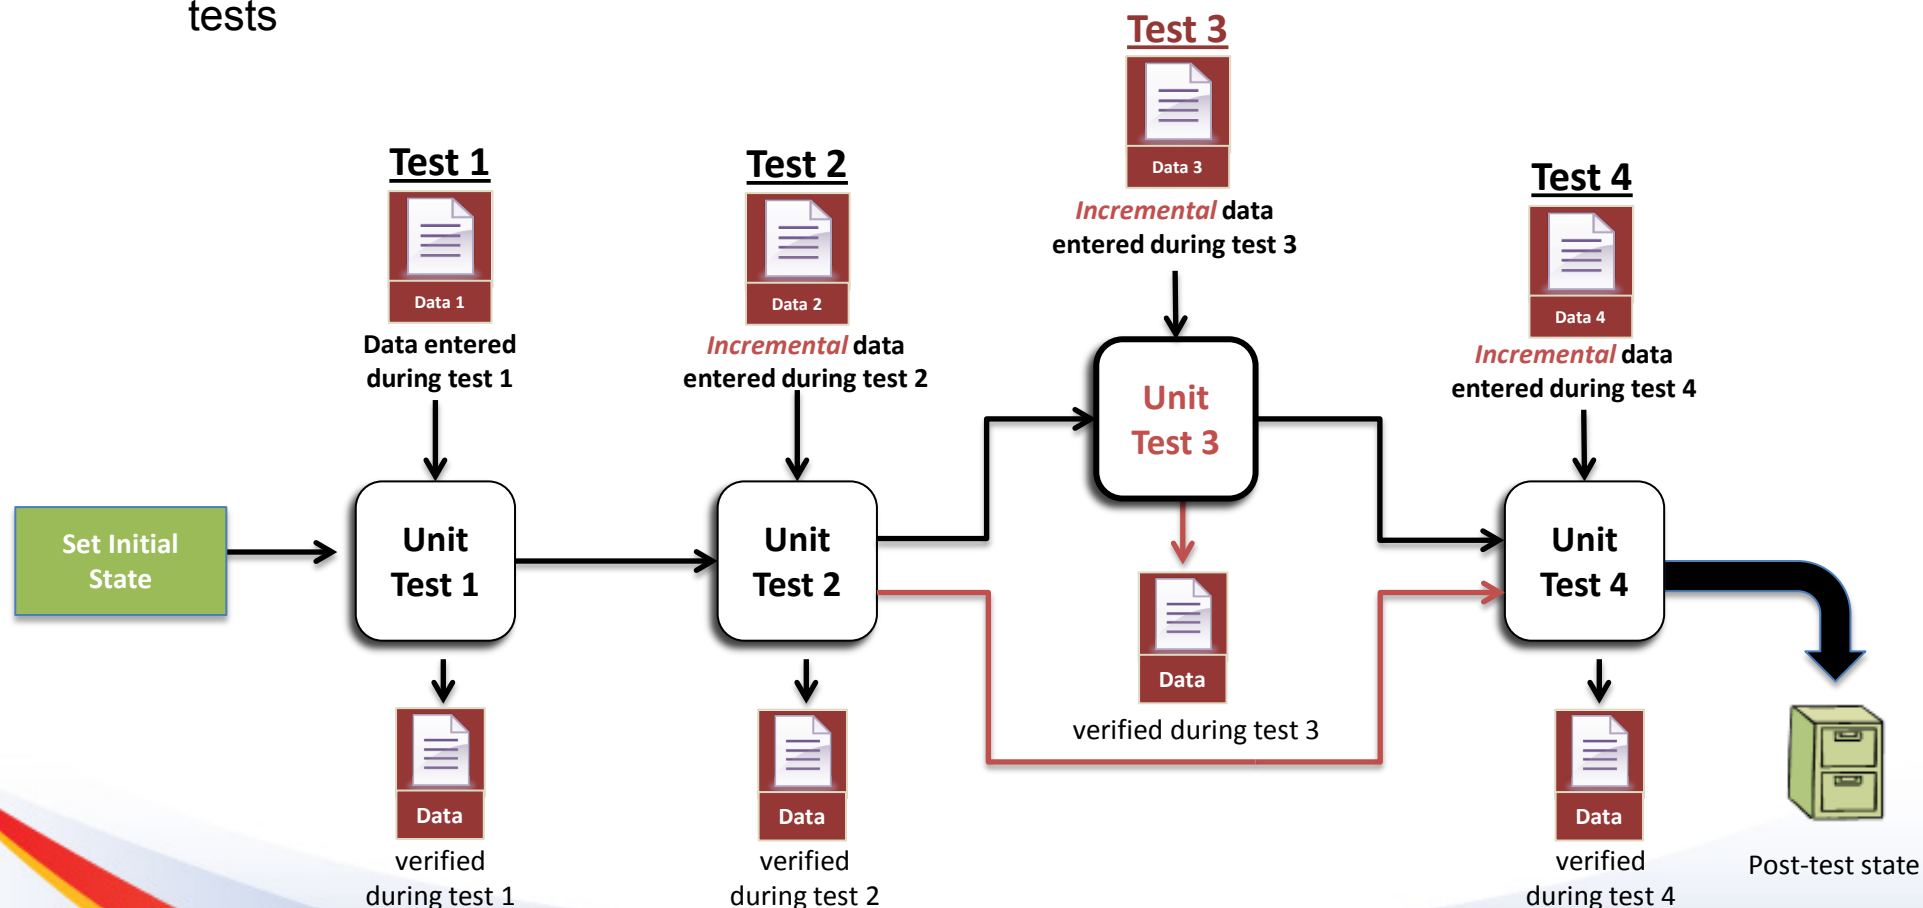 tests
Test 1
Data 1
Data entered
during test 1
Test 2
Data 2
Incremental data
entered during test 2
Test 3
Data 3
Incremental data
entered during test 3
Test 4
Data 4
Incremental data
entered during test 4
Set Initial
State
Unit
Test 1
Unit
Test 2
Unit
Test 3
Unit
Test 4
Data
verified
during test 1
Data
verified
during test 2
Data
verified during test 3
Data
verified
during test 4
Post-test state